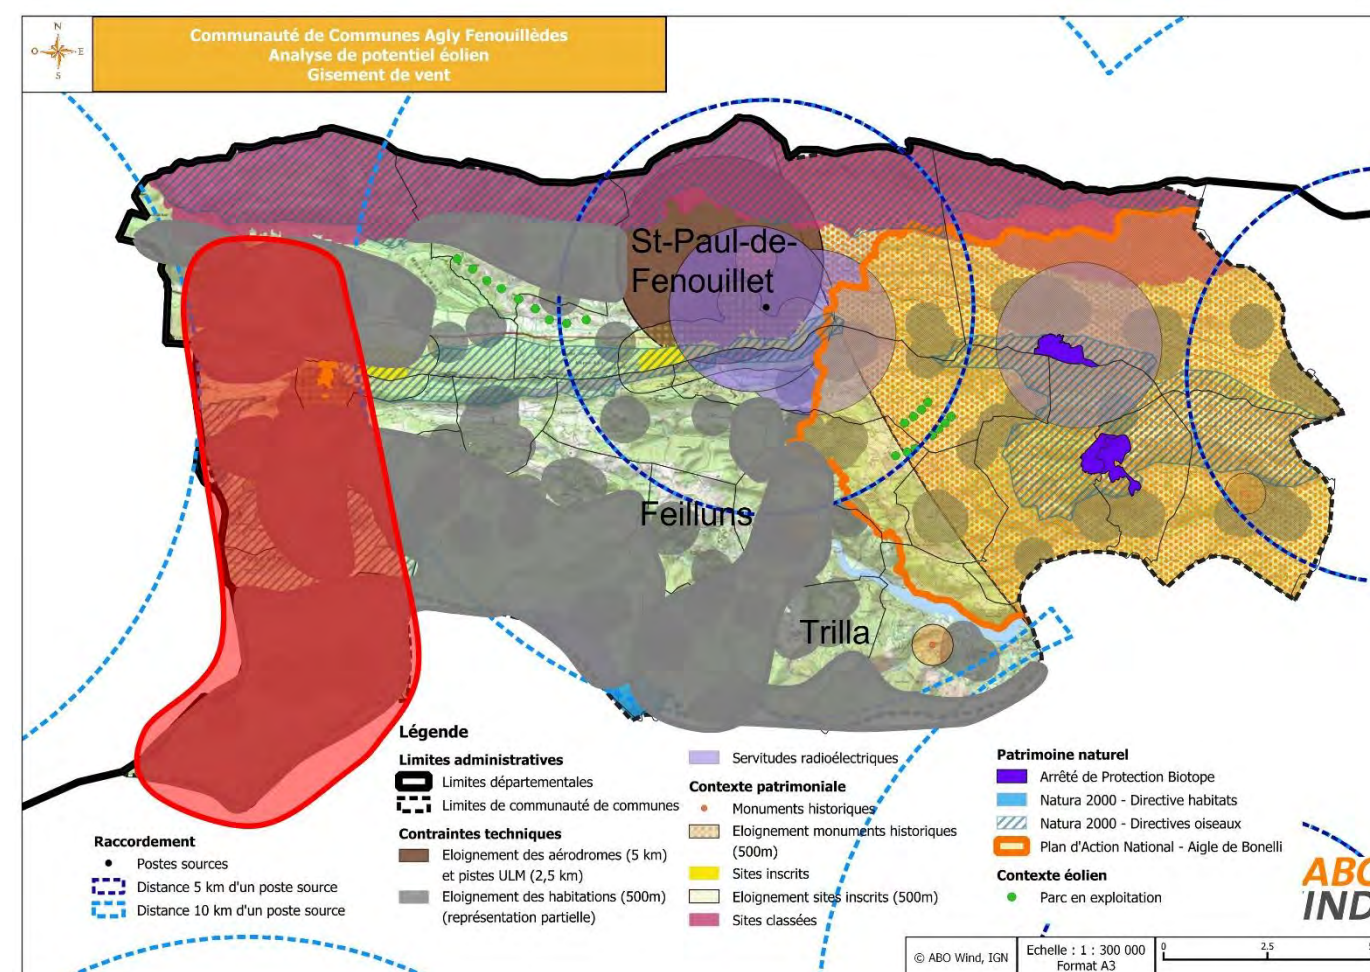 N
O
E
S
Communauté de Communes Agly Fenouillèdes
Analyse de potentiel éolien
Gisement de vent
St-Paul-de-
Fenouillet
Feilluns
Trilla
Légende
Limites administratives
Limites départementales
Limites de communauté de communes
Raccordement
Postes sources
Distance 5 km d'un poste source
Distance 10 km d'un poste source
Contraintes techniques
Eloignement des aérodromes (5 km)
et pistes ULM (2,5 km)
Eloignement des habitations (500m)
(représentation partielle)
Servitudes radioélectriques
Contexte patrimoniale
Monuments historiques
Eloignement monuments historiques
(500m)
Sites inscrits
Eloignement sites inscrits (500m)
Sites classées
Patrimoine naturel
Arrêté de Protection Biotope
Natura 2000 - Directive habitats
Natura 2000 - Directives oiseaux
Plan d'Action National - Aigle de Bonelli
Contexte éolien
Parc en exploitation
ABO
IND
© ABO Wind, IGN
Echelle : 1 : 300 000
Format A3
0
2.5